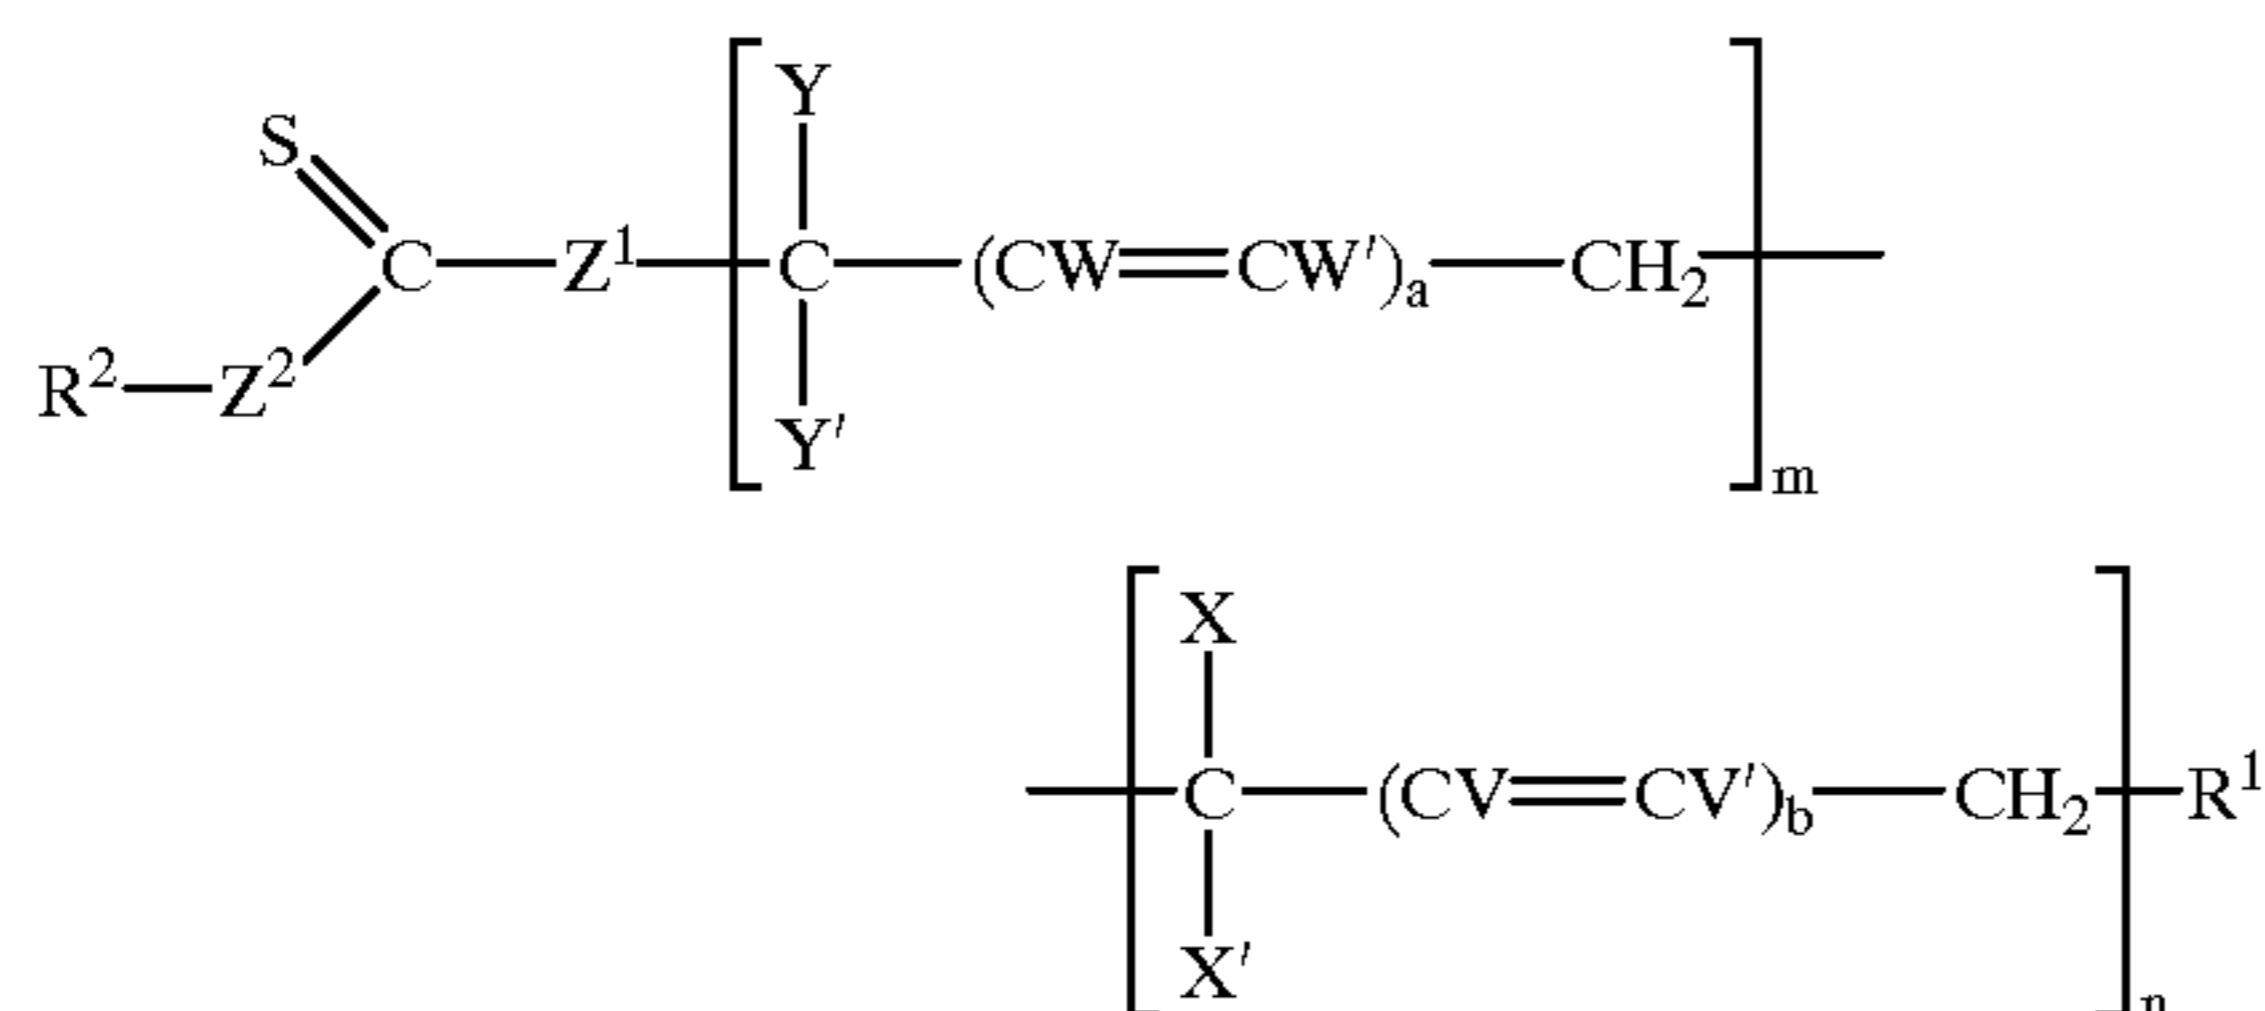 Y
S
C—Z¹—C—(CW=CW')ₐ—CH₂—
R²—Z²
Y'
m
X
—C—(CV=CV')b—CH₂—R¹
X'
n